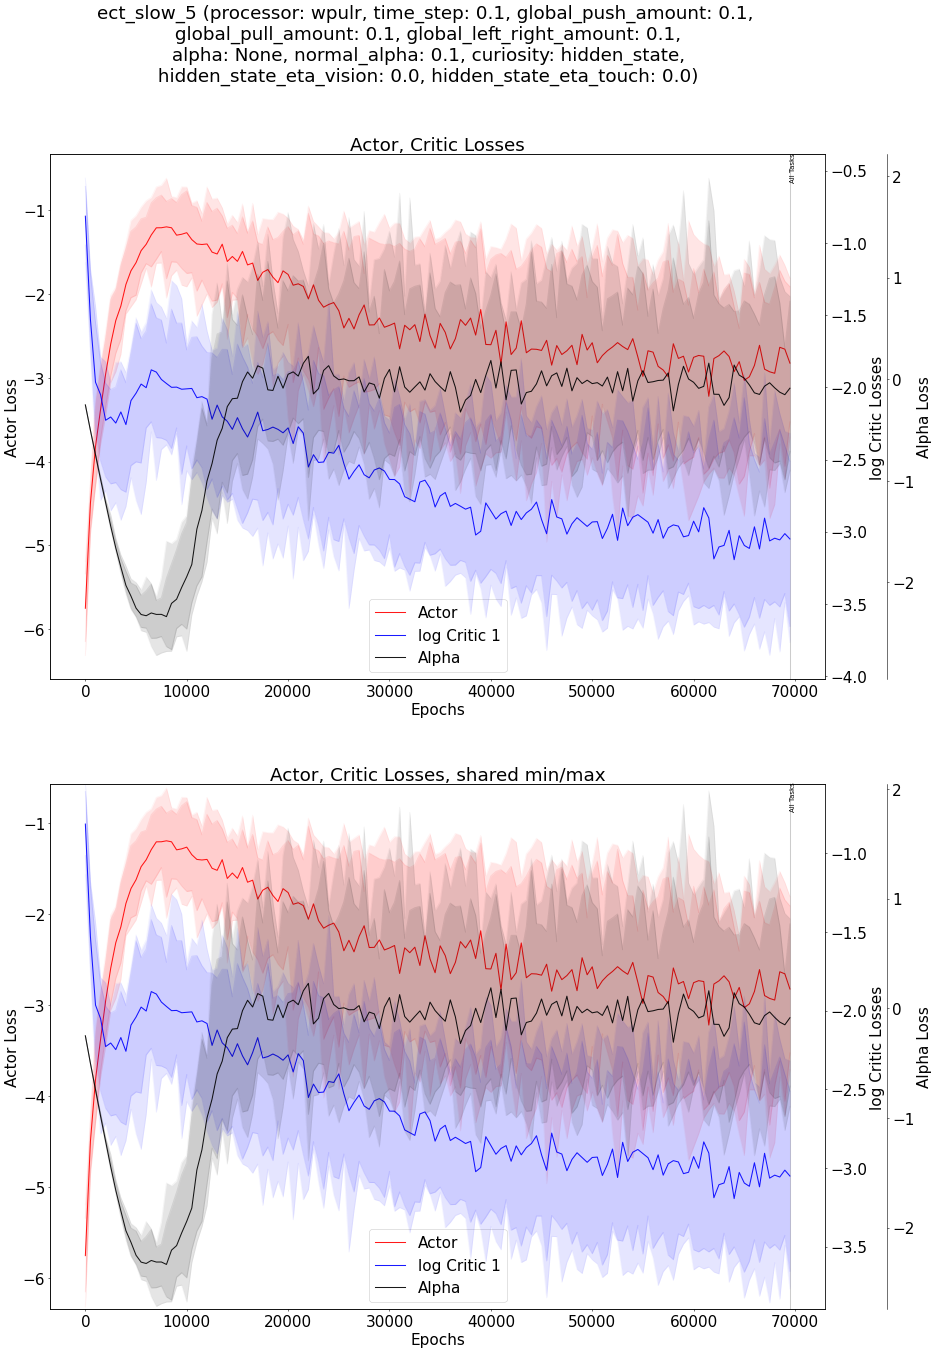 ect_slow_5 (processor: wpulr, time_step: 0.1, global_push_amount: 0.1,
global_pull_amount: 0.1, global_left_right_amount: 0.1,
alpha: None, normal_alpha: 0.1, curiosity: hidden_state,
hidden_state_eta_vision: 0.0, hidden_state_eta_touch: 0.0)
Actor, Critic Losses
All Tasks
−1
−2
−3
−4
−5
−6
Actor Loss
−0.5
−1.0
−1.5
−2.0
−2.5
−3.0
−3.5
−4.0
log Critic Losses
2
1
0
−1
−2
Alpha Loss
Actor
log Critic 1
Alpha
0 10000 20000 30000 40000 50000 60000 70000
Epochs
Actor, Critic Losses, shared min/max
All Tasks
−1
−2
−3
−4
−5
−6
Actor Loss
−1.0
−1.5
−2.0
−2.5
−3.0
−3.5
log Critic Losses
2
1
0
−1
−2
Alpha Loss
Actor
log Critic 1
Alpha
0 10000 20000 30000 40000 50000 60000 70000
Epochs